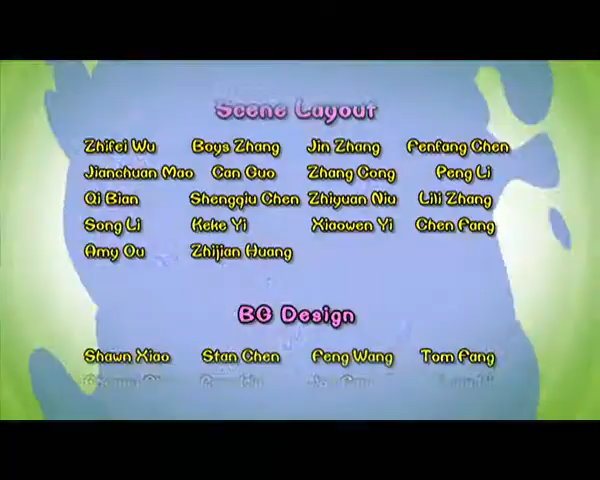 Scene Layout
Zhifei Wu Boys Zhang Jin Zhang Fenfang Chen
Jianchuan Mao Can Guo Zhang Cong Peng Li
Qi Bian Shengqiu Chen Zhiyuan Niu Lili Zhang
Song Li Keke Yi Xiaowen Yi Chen Fang
Amy Ou Zhijian Huang
BG Design
Shawn Xiao Stan Chen Feng Wang Tom Fang